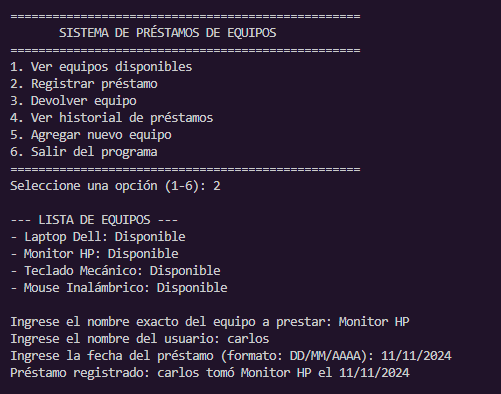 ==================================================
SISTEMA DE PRÉSTAMOS DE EQUIPOS
==================================================
1. Ver equipos disponibles
2. Registrar préstamo
3. Devolver equipo
4. Ver historial de préstamos
5. Agregar nuevo equipo
6. Salir del programa
==================================================
Seleccione una opción (1-6): 2
--- LISTA DE EQUIPOS ---
- Laptop Dell: Disponible
- Monitor HP: Disponible
- Teclado Mecánico: Disponible
- Mouse Inalámbrico: Disponible
Ingrese el nombre exacto del equipo a prestar: Monitor HP
Ingrese el nombre del usuario: carlos
Ingrese la fecha del préstamo (formato: DD/MM/AAAA): 11/11/2024
Préstamo registrado: carlos tomó Monitor HP el 11/11/2024